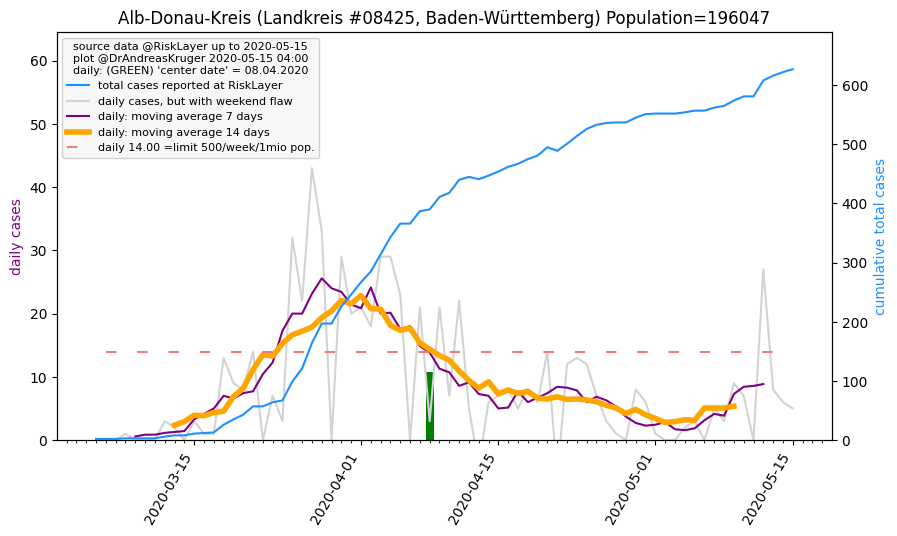 Alb-Donau-Kreis (Landkreis #08425, Baden-Württemberg) Population=196047
source data @RiskLayer up to 2020-05-15
plot @DrAndreasKruger 2020-05-15 04:00
daily: (GREEN) 'center date' = 08.04.2020
total cases reported at RiskLayer
daily cases, but with weekend flaw
daily: moving average 7 days
daily: moving average 14 days
daily 14.00 =limit 500/week/1mio pop.
daily cases
60
50
40
30
20
10
0
cumulative total cases
600
500
400
300
200
100
0
2020-03-15
2020-04-01
2020-04-15
2020-05-01
2020-05-15